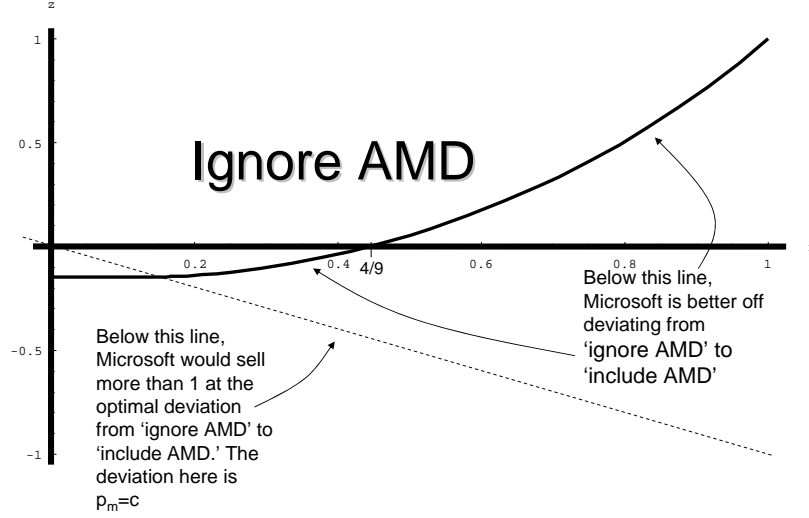 z
1
0.5
Ignore AMD
0.2
0.4
4/9
0.6
0.8
1
Below this line,
Microsoft is better off
deviating from
‘ignore AMD’ to
‘include AMD’
-0.5
Below this line,
Microsoft would sell
more than 1 at the
optimal deviation
from ‘ignore AMD’ to
‘include AMD.’ The
deviation here is
pm=c
-1